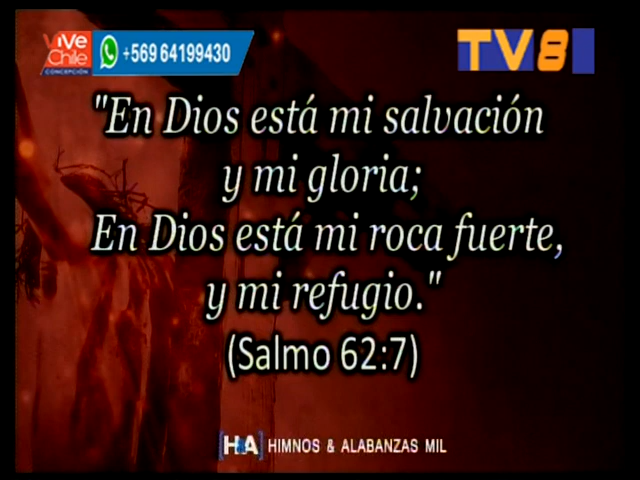 ViVe
Chile
CONCEPCIÓN
+569 64199430
TV8
"En Dios está mi salvación
y mi gloria;
En Dios está mi roca fuerte,
y mi refugio."
(Salmo 62:7)
[H&A] HIMNOS & ALABANZAS MIL